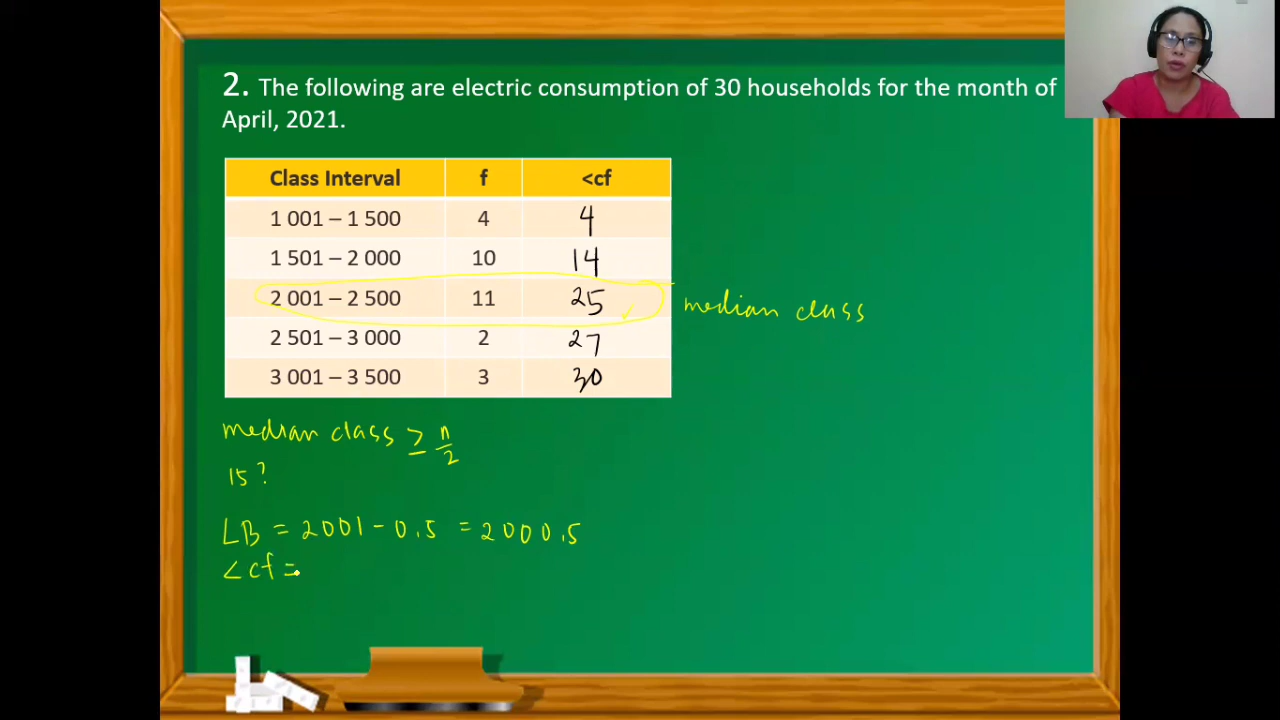 2. The following are electric consumption of 30 households for the month of
April, 2021.
Class Interval f <cf
1 001 – 1 500 4 4
1 501 – 2 000 10 14
2 001 – 2 500 11 25 median class
2 501 – 3 000 2 27
3 001 – 3 500 3 30
median class ≥ n/2
15?
LB = 2001 - 0.5 = 2000.5
<cf =